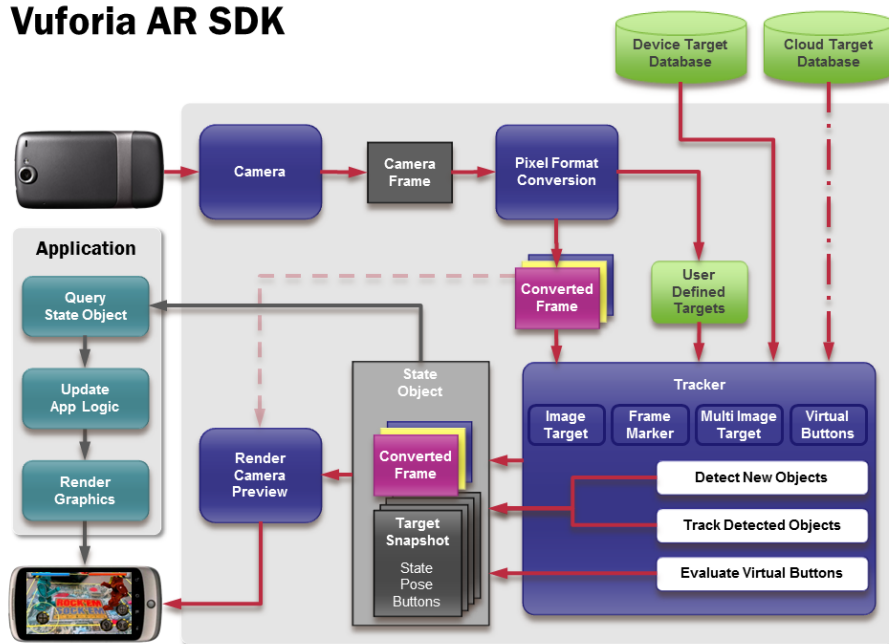 Vuforia AR SDK
Device Target
Database
Cloud Target
Database
Camera
Camera
Frame
Pixel Format
Conversion
Application
Query
State Object
Update
App Logic
Render
Graphics
Converted
Frame
User
Defined
Targets
State
Object
Converted
Frame
Target
Snapshot
State
Pose
Buttons
Render
Camera
Preview
Tracker
Image
Target
Frame
Marker
Multi Image
Target
Virtual
Buttons
Detect New Objects
Track Detected Objects
Evaluate Virtual Buttons